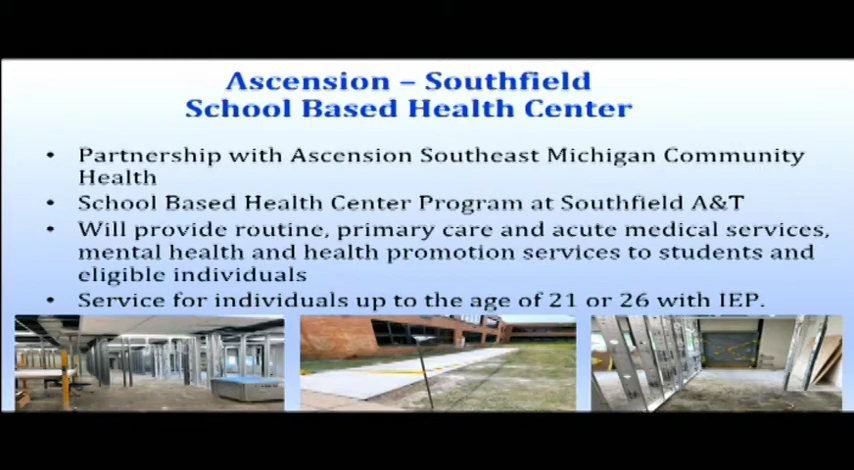 Ascension – Southfield
School Based Health Center
• Partnership with Ascension Southeast Michigan Community
Health
• School Based Health Center Program at Southfield A&T
• Will provide routine, primary care and acute medical services,
mental health and health promotion services to students and
eligible individuals
• Service for individuals up to the age of 21 or 26 with IEP.